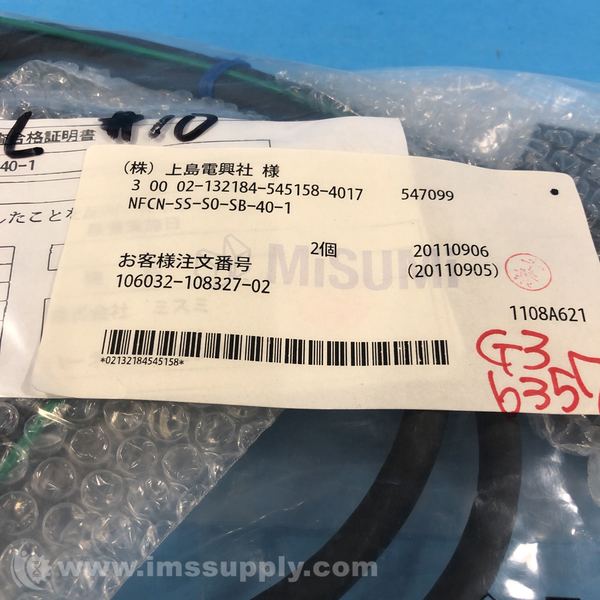 L #10
合格証明書
40-1
したことを
ミスミ
(株) 上島電興社 様
3 00 02-132184-545158-4017 547099
NFCN-SS-S0-SB-40-1
2個 20110906
お客様注文番号 (20110905)
106032-108327-02
MISUMI
1108A621
*02132184545158*
G3
6357
www.imssupply.com